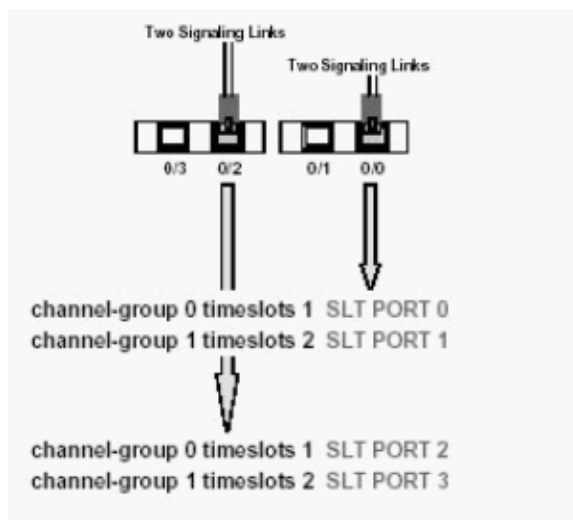 Two Signaling Links
Two Signaling Links
0/3 0/2 0/1 0/0
channel-group 0 timeslots 1 SLT PORT 0
channel-group 1 timeslots 2 SLT PORT 1
channel-group 0 timeslots 1 SLT PORT 2
channel-group 1 timeslots 2 SLT PORT 3